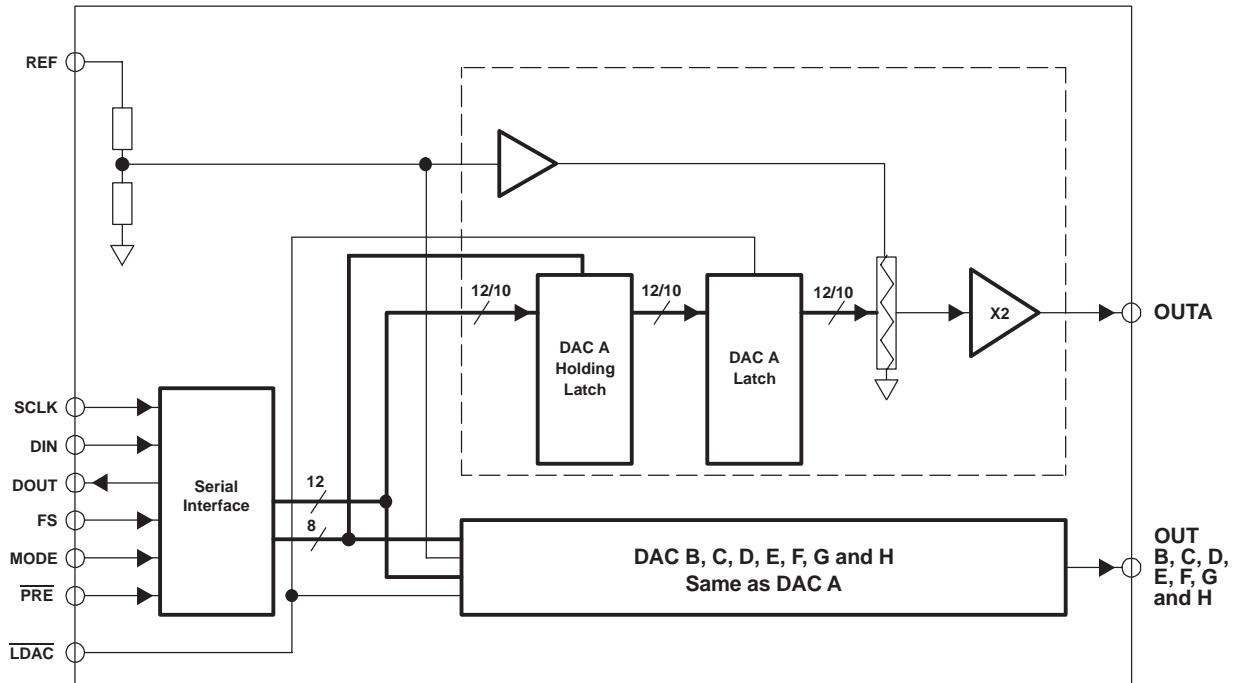 REF
12/10
12/10
12/10
X2
OUTA
DAC A
Holding
Latch
DAC A
Latch
SCLK
DIN
DOUT
FS
MODE
PRE
LDAC
Serial
Interface
12
8
DAC B, C, D, E, F, G and H
Same as DAC A
OUT
B, C, D,
E, F, G
and H